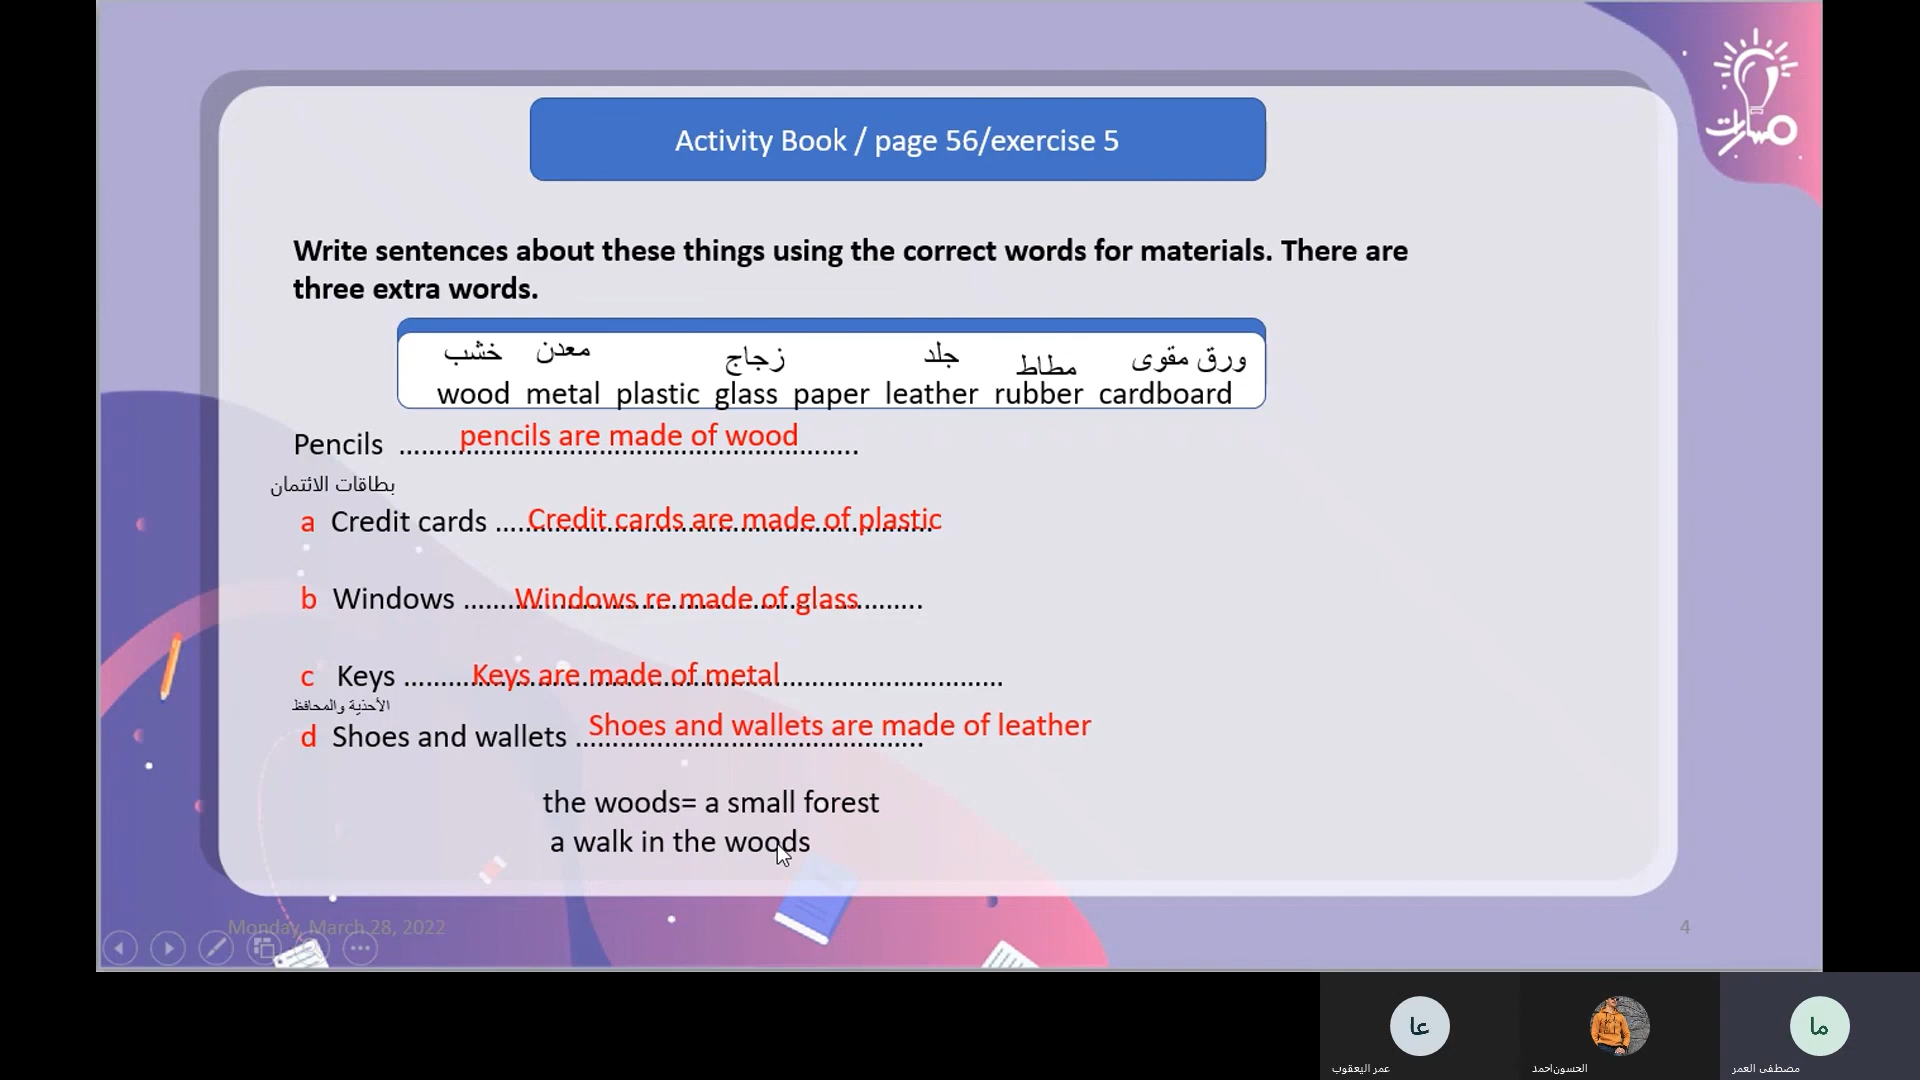 مسارات
Activity Book / page 56/exercise 5
Write sentences about these things using the correct words for materials. There are
three extra words.
خشب معدن زجاج جلد مطاط ورق مقوى
wood metal plastic glass paper leather rubber cardboard
Pencils ............................................................. pencils are made of wood
بطاقات الائتمان
a Credit cards .......................................................... Credit cards are made of plastic
b Windows ............................................................. Windows re made of glass
c Keys ................................................................................ Keys are made of metal
الأحذية والمحافظ
d Shoes and wallets .............................................. Shoes and wallets are made of leather
the woods= a small forest
a walk in the woods
Monday, March 28, 2022
4
عا
ما
عمر اليعقوب
الحسون احمد
مصطفى العمر